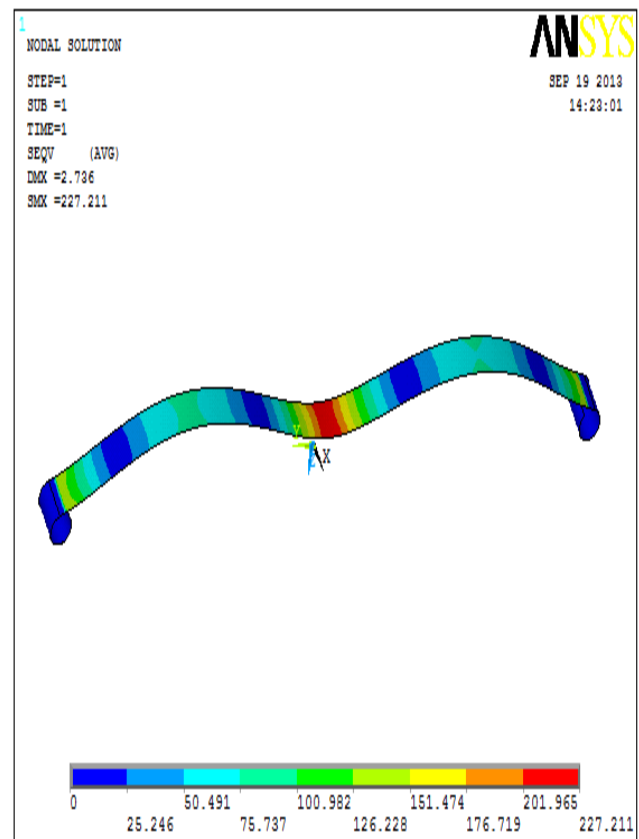 1
NODAL SOLUTION
ANSYS
STEP=1
SEP 19 2013
SUB =1
14:23:01
TIME=1
SEQV (AVG)
DMX =2.736
SMX =227.211
Y
X
0 50.491 100.982 151.474 201.965
25.246 75.737 126.228 176.719 227.211